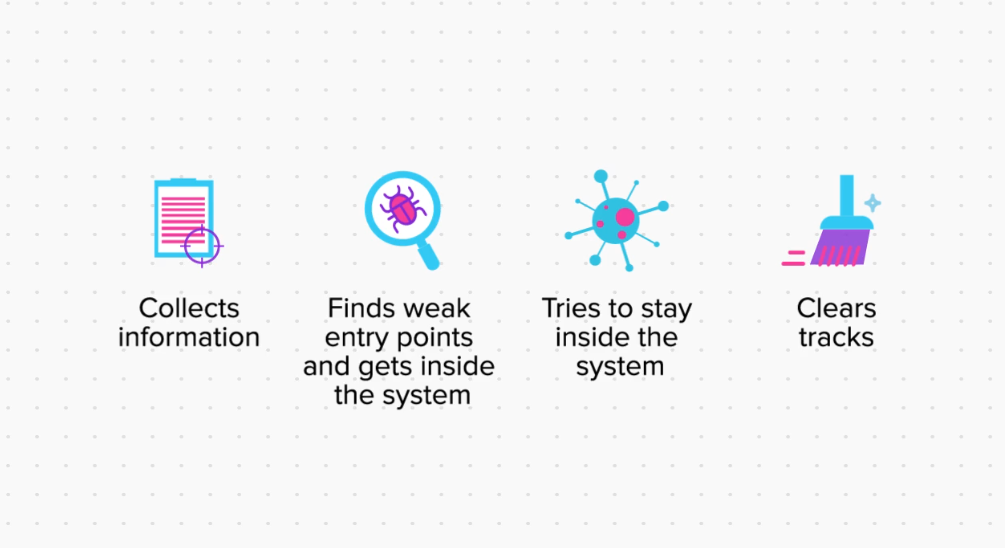 Collects
information
Finds weak
entry points
and gets inside
the system
Tries to stay
inside the
system
Clears
tracks